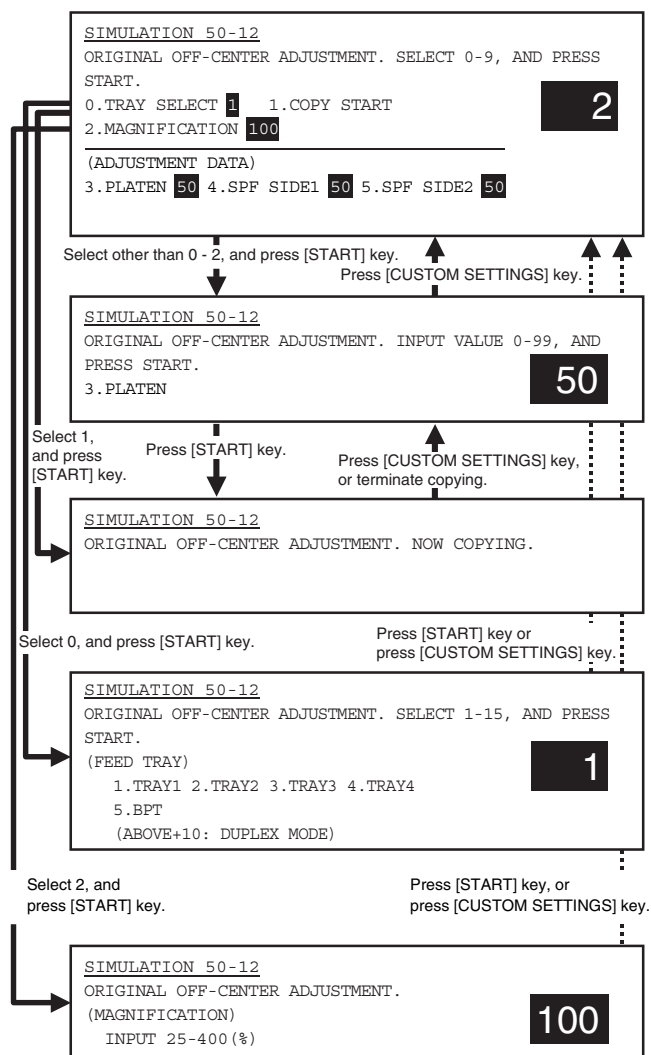 SIMULATION 50-12
ORIGINAL OFF-CENTER ADJUSTMENT. SELECT 0-9, AND PRESS
START.
0.TRAY SELECT 1 1.COPY START
2.MAGNIFICATION 100
2
(ADJUSTMENT DATA)
3.PLATEN 50 4.SPF SIDE1 50 5.SPF SIDE2 50
Select other than 0 - 2, and press [START] key.
Press [CUSTOM SETTINGS] key.
SIMULATION 50-12
ORIGINAL OFF-CENTER ADJUSTMENT. INPUT VALUE 0-99, AND
PRESS START.
3.PLATEN
50
Select 1,
and press
[START] key.
Press [START] key.
Press [CUSTOM SETTINGS] key,
or terminate copying.
SIMULATION 50-12
ORIGINAL OFF-CENTER ADJUSTMENT. NOW COPYING.
Select 0, and press [START] key.
Press [START] key or
press [CUSTOM SETTINGS] key.
SIMULATION 50-12
ORIGINAL OFF-CENTER ADJUSTMENT. SELECT 1-15, AND PRESS
START.
(FEED TRAY)
1.TRAY1 2.TRAY2 3.TRAY3 4.TRAY4
5.BPT
(ABOVE+10: DUPLEX MODE)
1
Select 2, and
press [START] key.
Press [START] key, or
press [CUSTOM SETTINGS] key.
SIMULATION 50-12
ORIGINAL OFF-CENTER ADJUSTMENT.
(MAGNIFICATION)
INPUT 25-400(%)
100